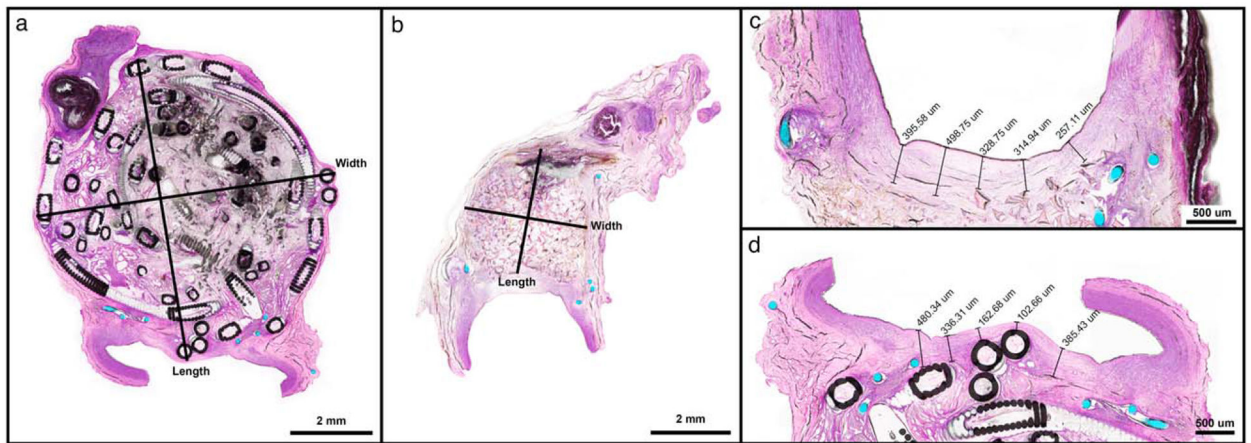 a
Width
Length
2 mm
b
Width
Length
2 mm
c
395.58 um
498.75 um
328.75 um
314.94 um
257.11 um
500 um
d
480.34 um
336.31 um
162.68 um
102.66 um
385.43 um
500 um